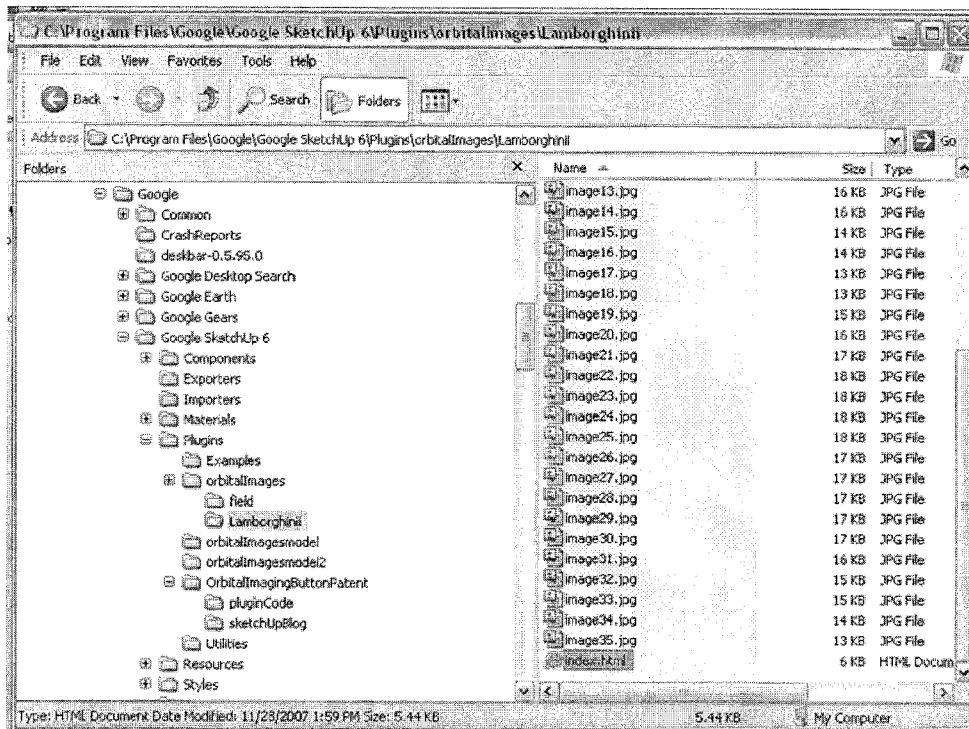 C:\Program Files\Google\Google SketchUp 6\Plugins\orbitalImages\Lamborghinii
File Edit View Favorites Tools Help
Back Search Folders
Address C:\Program Files\Google\Google SketchUp 6\Plugins\orbitalImages\Lamborghinii Go
Folders
Google
Common
CrashReports
deskbar-0.5.95.0
Google Desktop Search
Google Earth
Google Gears
Google SketchUp 6
Components
Exporters
Importers
Materials
Plugins
Examples
orbitalImages
field
Lamborghinii
orbitalImagesmodel
orbitalImagesmodel2
OrbitalImagingButtonPatent
pluginCode
sketchUpBlog
Utilities
Resources
Styles
Name Size Type
image13.jpg 16 KB JPG File
image14.jpg 16 KB JPG File
image15.jpg 14 KB JPG File
image16.jpg 14 KB JPG File
image17.jpg 13 KB JPG File
image18.jpg 13 KB JPG File
image19.jpg 15 KB JPG File
image20.jpg 16 KB JPG File
image21.jpg 17 KB JPG File
image22.jpg 18 KB JPG File
image23.jpg 18 KB JPG File
image24.jpg 18 KB JPG File
image25.jpg 18 KB JPG File
image26.jpg 17 KB JPG File
image27.jpg 17 KB JPG File
image28.jpg 17 KB JPG File
image29.jpg 17 KB JPG File
image30.jpg 17 KB JPG File
image31.jpg 16 KB JPG File
image32.jpg 15 KB JPG File
image33.jpg 15 KB JPG File
image34.jpg 14 KB JPG File
image35.jpg 13 KB JPG File
index.html 6 KB HTML Docum
Type: HTML Document Date Modified: 11/23/2007 1:59 PM Size: 5.44 KB 5.44 KB My Computer